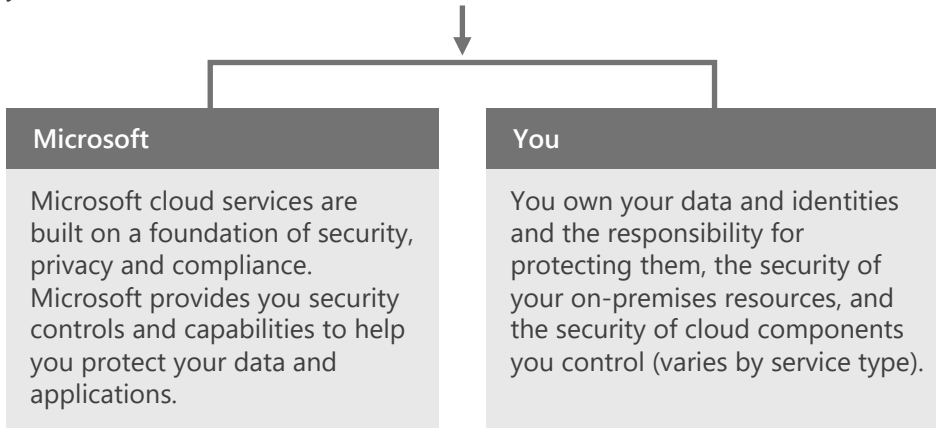 Microsoft
Microsoft cloud services are
built on a foundation of security,
privacy and compliance.
Microsoft provides you security
controls and capabilities to help
you protect your data and
applications.
You
You own your data and identities
and the responsibility for
protecting them, the security of
your on-premises resources, and
the security of cloud components
you control (varies by service type).